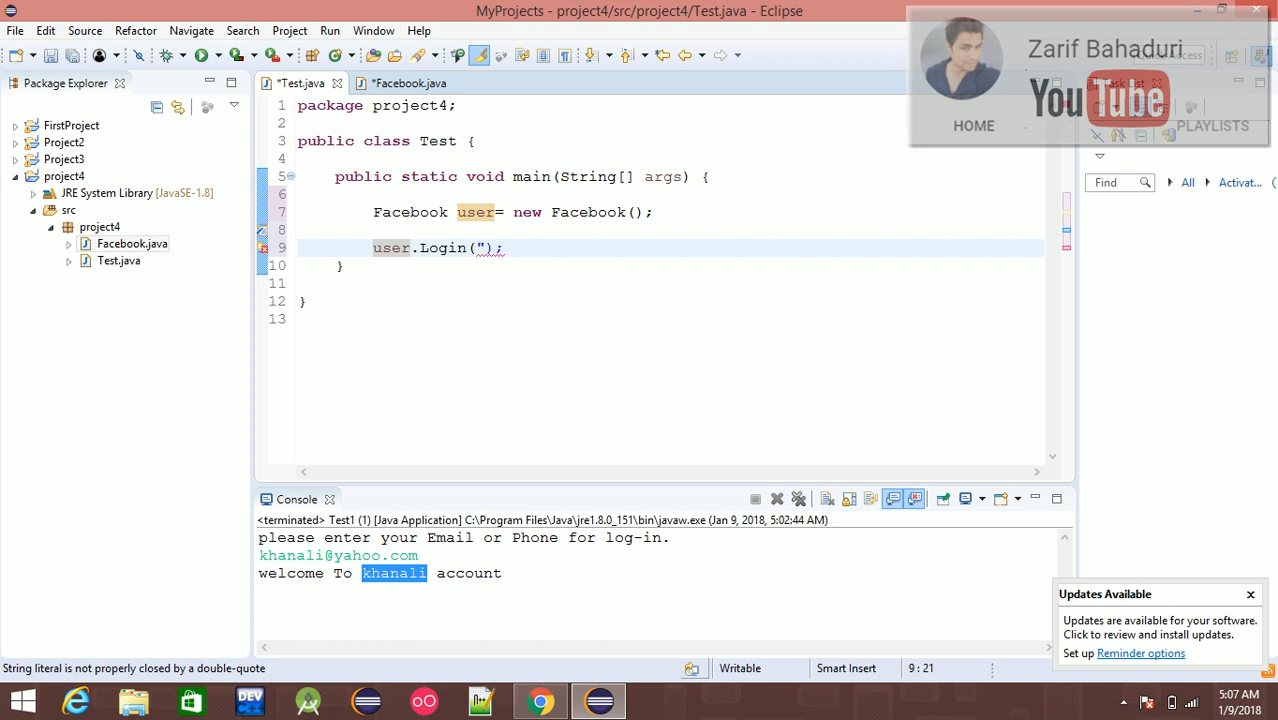 MyProjects - project4/src/project4/Test.java - Eclipse
File Edit Source Refactor Navigate Search Project Run Window Help
Zarif Bahaduri
YouTube
HOME PLAYLISTS
Quick Access
Package Explorer
*Test.java
*Facebook.java
FirstProject
Project2
Project3
project4
JRE System Library [JavaSE-1.8]
src
project4
Facebook.java
Test.java
1 package project4;
2
3 public class Test {
4
5 public static void main(String[] args) {
6
7 Facebook user= new Facebook();
8
9 user.Login(");
10 }
11
12 }
13
Find All Activat...
Console
<terminated> Test1 (1) [Java Application] C:\Program Files\Java\jre1.8.0_151\bin\javaw.exe (Jan 9, 2018, 5:02:44 AM)
please enter your Email or Phone for log-in.
khanali@yahoo.com
welcome To khanali account
Updates Available
Updates are available for your software.
Click to review and install updates.
Set up Reminder options
String literal is not properly closed by a double-quote
Writable
Smart Insert
9 : 21
DEV
5:07 AM
1/9/2018